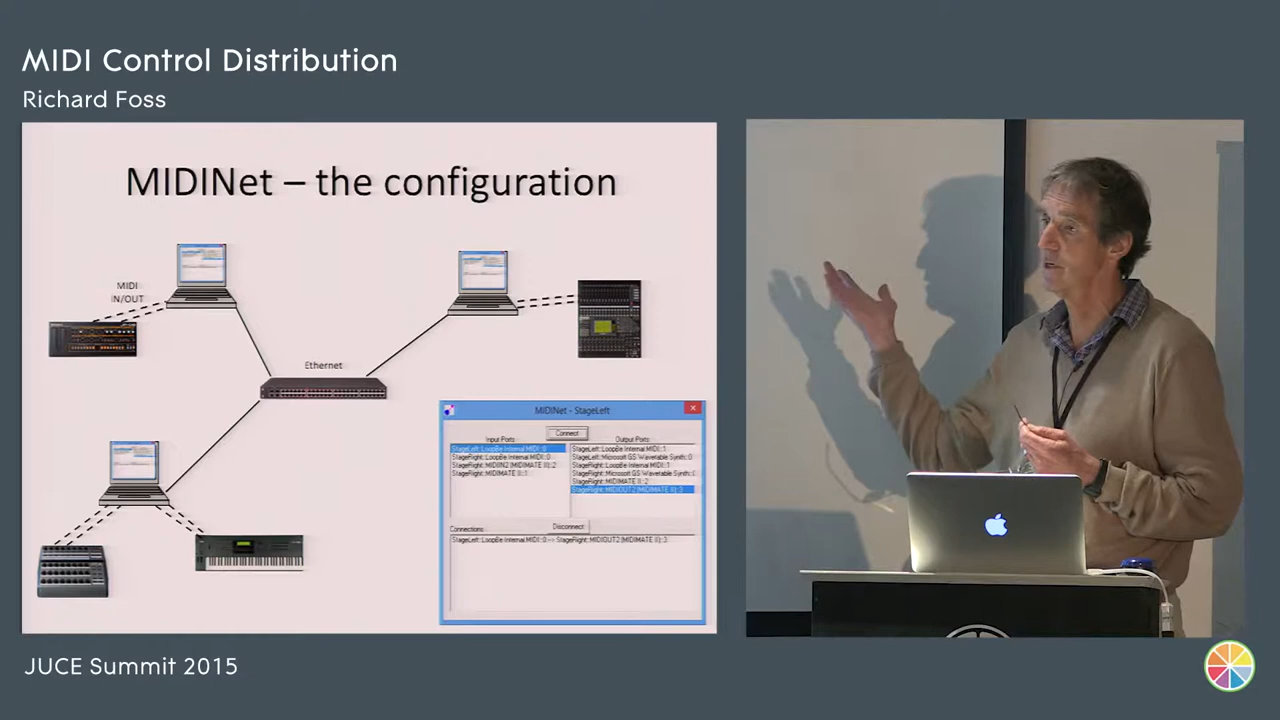 MIDI Control Distribution
Richard Foss
MIDINet – the configuration
MIDI
IN/OUT
Ethernet
MIDINet - StageLeft
Connect
Input Ports:
Output Ports:
StageLeft::LoopBe Internal MIDI::0
StageRight::LoopBe Internal MIDI::0
StageRight::MIDIIN2 (MIDIMATE II)::2
StageRight::MIDIMATE II::1
StageLeft::LoopBe Internal MIDI::1
StageLeft::Microsoft GS Wavetable Synth::0
StageRight::LoopBe Internal MIDI::1
StageRight::Microsoft GS Wavetable Synth::
StageRight::MIDIMATE II::2
StageRight::MIDIOUT2 (MIDIMATE II)::3
Connections:
Disconnect
StageLeft::LoopBe Internal MIDI::0 --> StageRight::MIDIOUT2 (MIDIMATE II)::3
JUCE Summit 2015